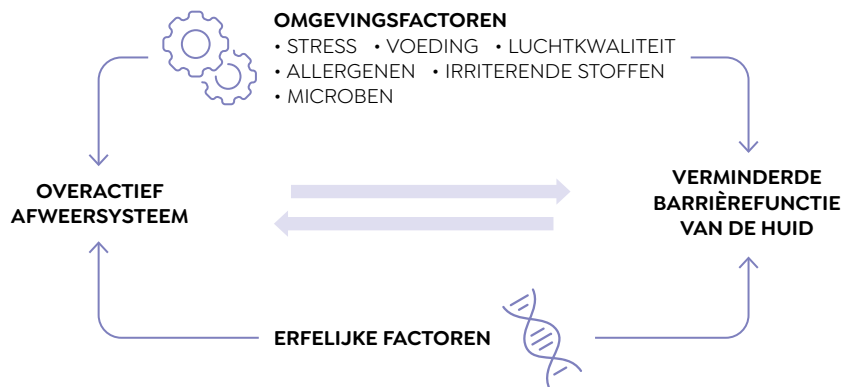 OMGEVINGSFACTOREN
• STRESS • VOEDING • LUCHTKWALITEIT
• ALLERGENEN • IRRITERENDE STOFFEN
• MICROBEN
OVERACTIEF
AFWEERSYSTEEM
VERMINDERDE
BARRIÈREFUNCTIE
VAN DE HUID
ERFELIJKE FACTOREN